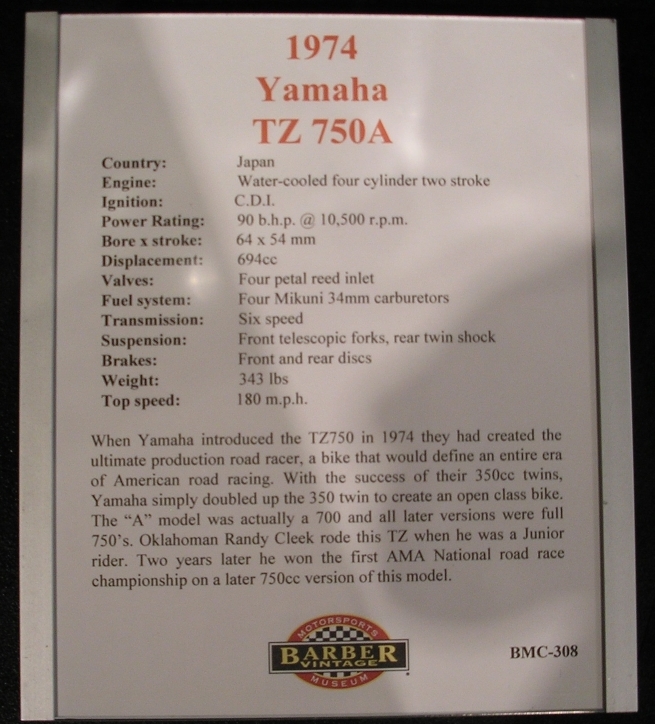 1974
Yamaha
TZ 750A
Country: Japan
Engine: Water-cooled four cylinder two stroke
Ignition: C.D.I.
Power Rating: 90 b.h.p. @ 10,500 r.p.m.
Bore x stroke: 64 x 54 mm
Displacement: 694cc
Valves: Four petal reed inlet
Fuel system: Four Mikuni 34mm carburetors
Transmission: Six speed
Suspension: Front telescopic forks, rear twin shock
Brakes: Front and rear discs
Weight: 343 lbs
Top speed: 180 m.p.h.
When Yamaha introduced the TZ750 in 1974 they had created the
ultimate production road racer, a bike that would define an entire era
of American road racing. With the success of their 350cc twins,
Yamaha simply doubled up the 350 twin to create an open class bike.
The “A” model was actually a 700 and all later versions were full
750’s. Oklahoman Randy Cleek rode this TZ when he was a Junior
rider. Two years later he won the first AMA National road race
championship on a later 750cc version of this model.
MOTORSPORTS
BARBER
VINTAGE
MUSEUM
BMC-308